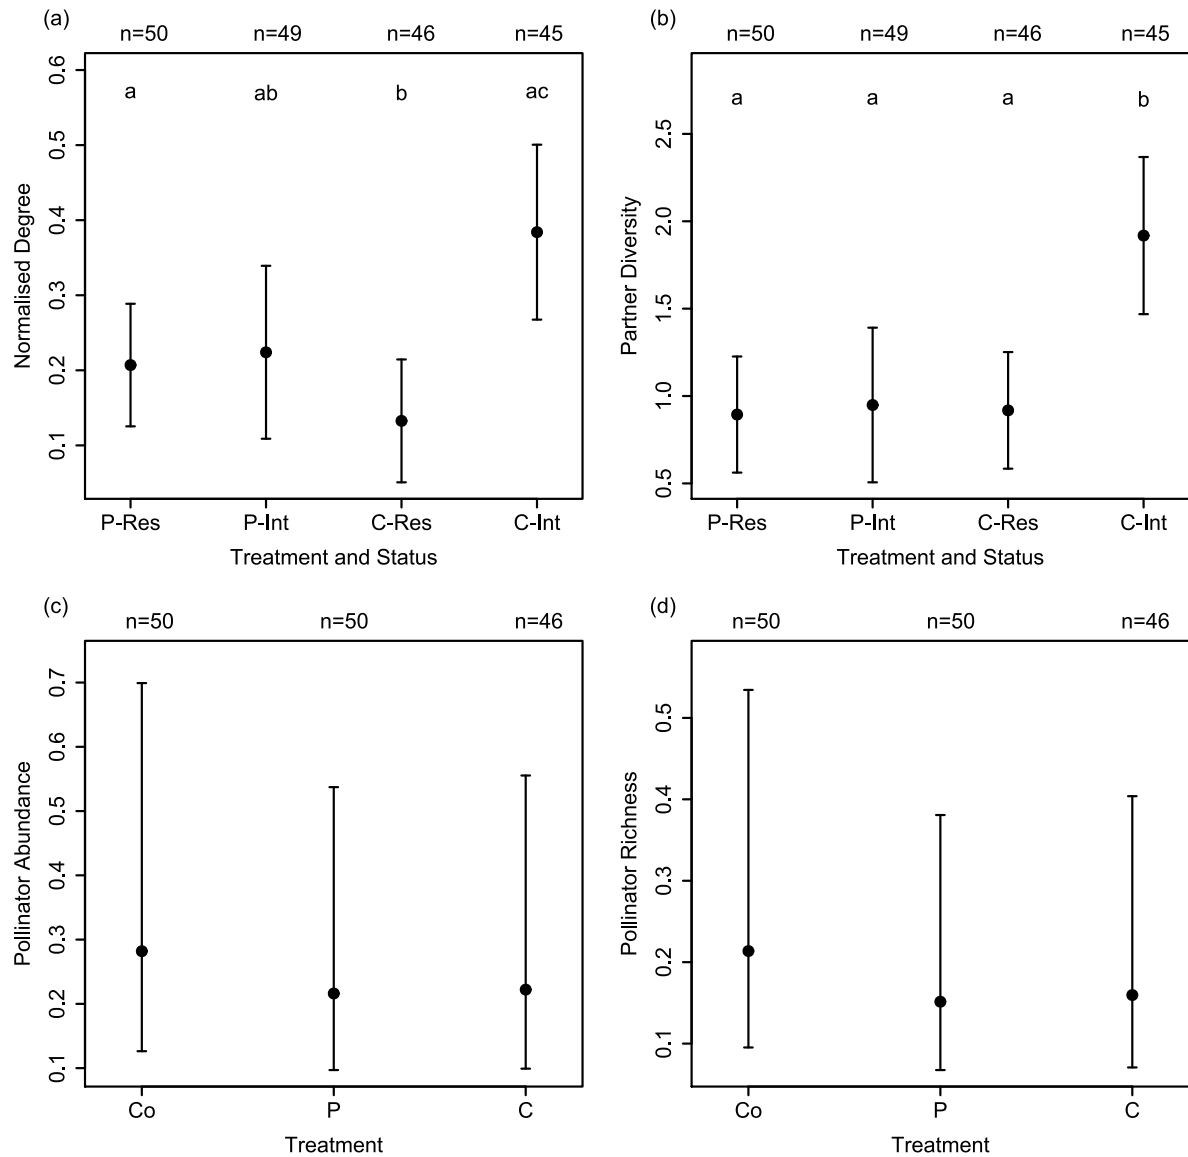 (a)
n=50 n=49 n=46 n=45
a ab b ac
0.6
0.5
0.4
0.3
0.2
0.1
Normalised Degree
P-Res P-Int C-Res C-Int
Treatment and Status
(b)
n=50 n=49 n=46 n=45
a a a b
2.5
2.0
1.5
1.0
0.5
Partner Diversity
P-Res P-Int C-Res C-Int
Treatment and Status
(c)
n=50 n=50 n=46
0.7
0.6
0.5
0.4
0.3
0.2
0.1
Pollinator Abundance
Co P C
Treatment
(d)
n=50 n=50 n=46
0.5
0.4
0.3
0.2
0.1
Pollinator Richness
Co P C
Treatment